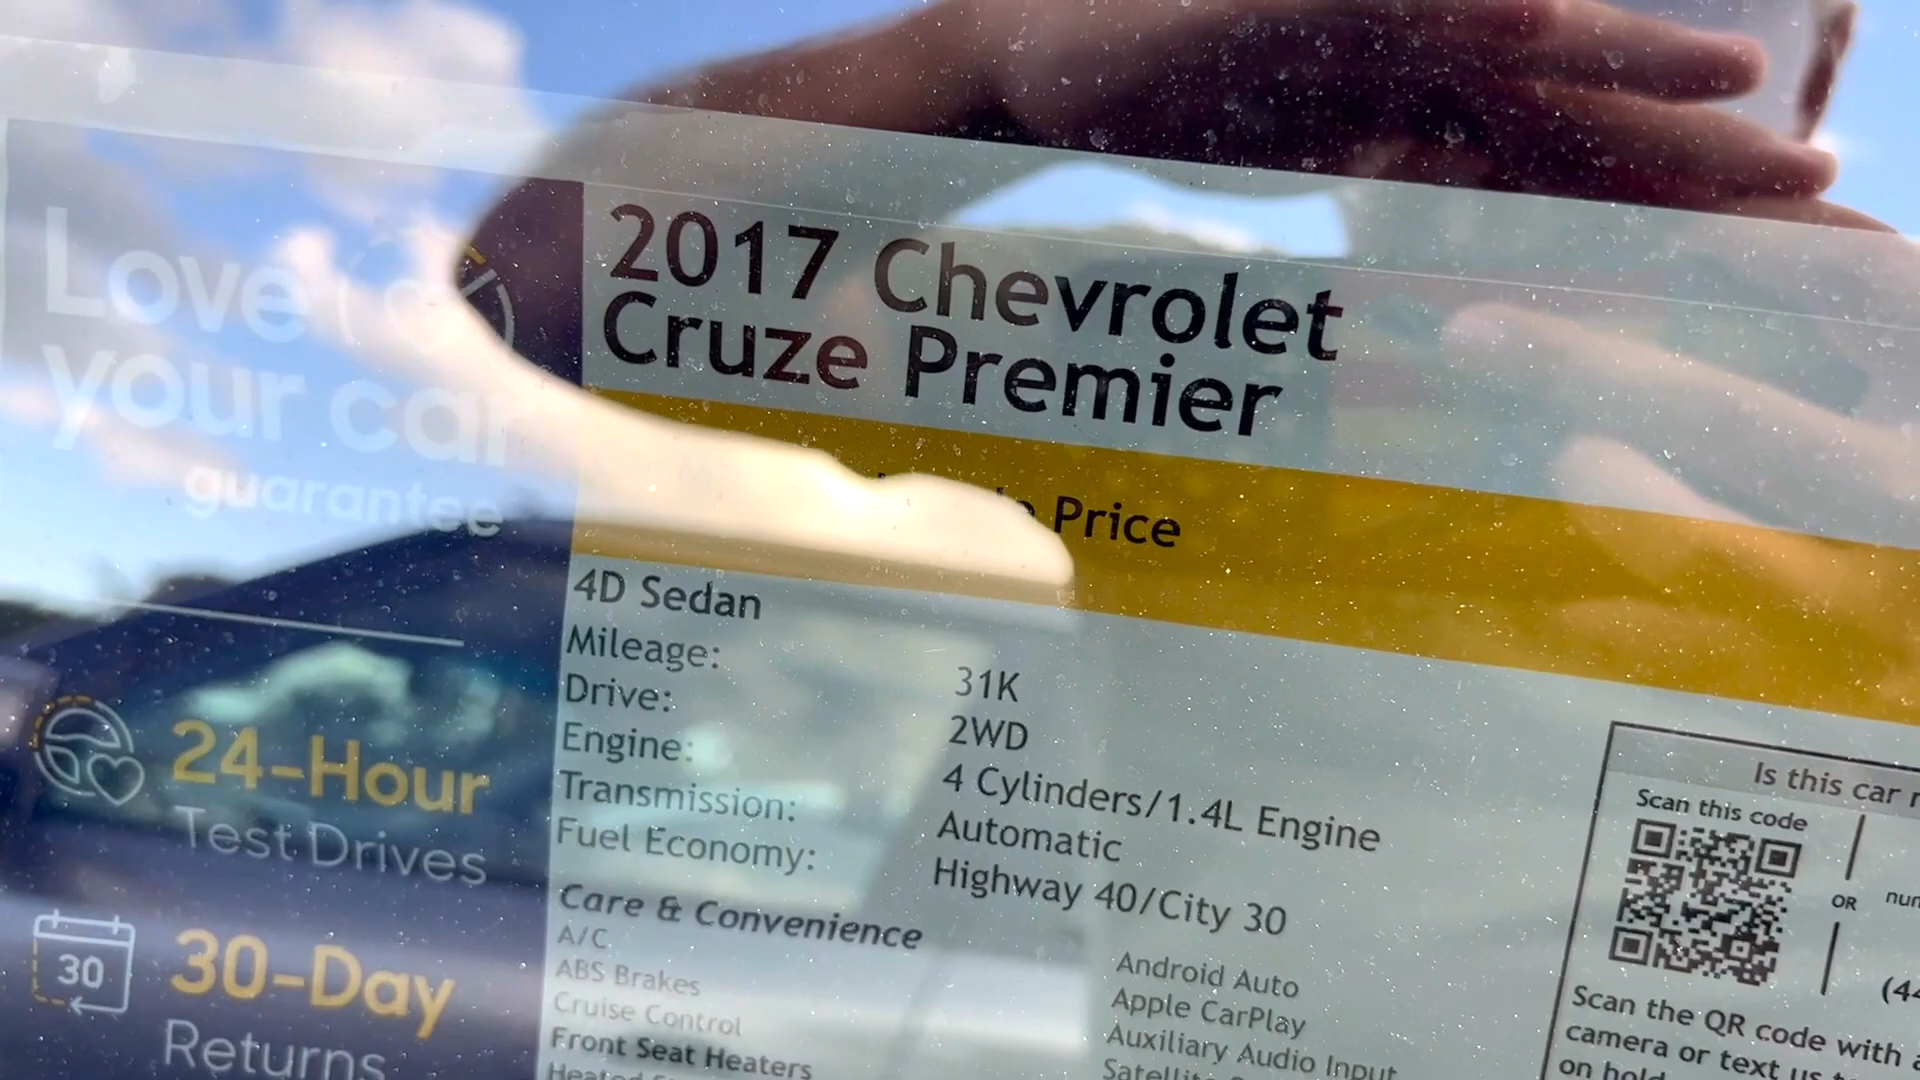 Love
your car
guarantee
24-Hour
Test Drives
30
30-Day
Returns
2017 Chevrolet
Cruze Premier
Price
4D Sedan
Mileage: 31K
Drive: 2WD
Engine: 4 Cylinders/1.4L Engine
Transmission: Automatic
Fuel Economy: Highway 40/City 30
Care & Convenience
A/C
ABS Brakes
Cruise Control
Front Seat Heaters
Android Auto
Apple CarPlay
Auxiliary Audio Input
Is this car
Scan this code
OR
(44
Scan the QR code with a
camera or text us
on hold